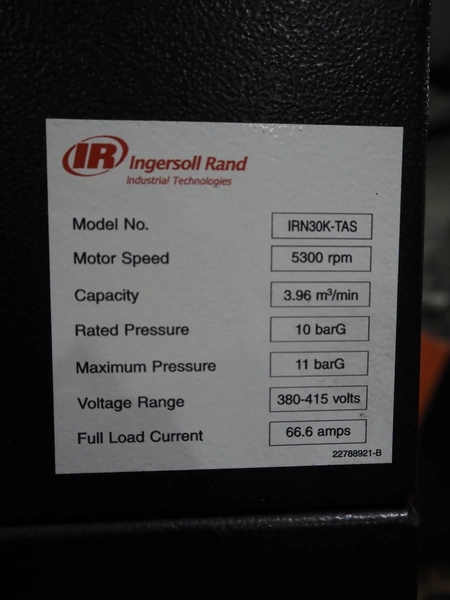 IR Ingersoll Rand
Industrial Technologies
Model No. IRN30K-TAS
Motor Speed 5300 rpm
Capacity 3.96 m³/min
Rated Pressure 10 barG
Maximum Pressure 11 barG
Voltage Range 380-415 volts
Full Load Current 66.6 amps
22788921-B